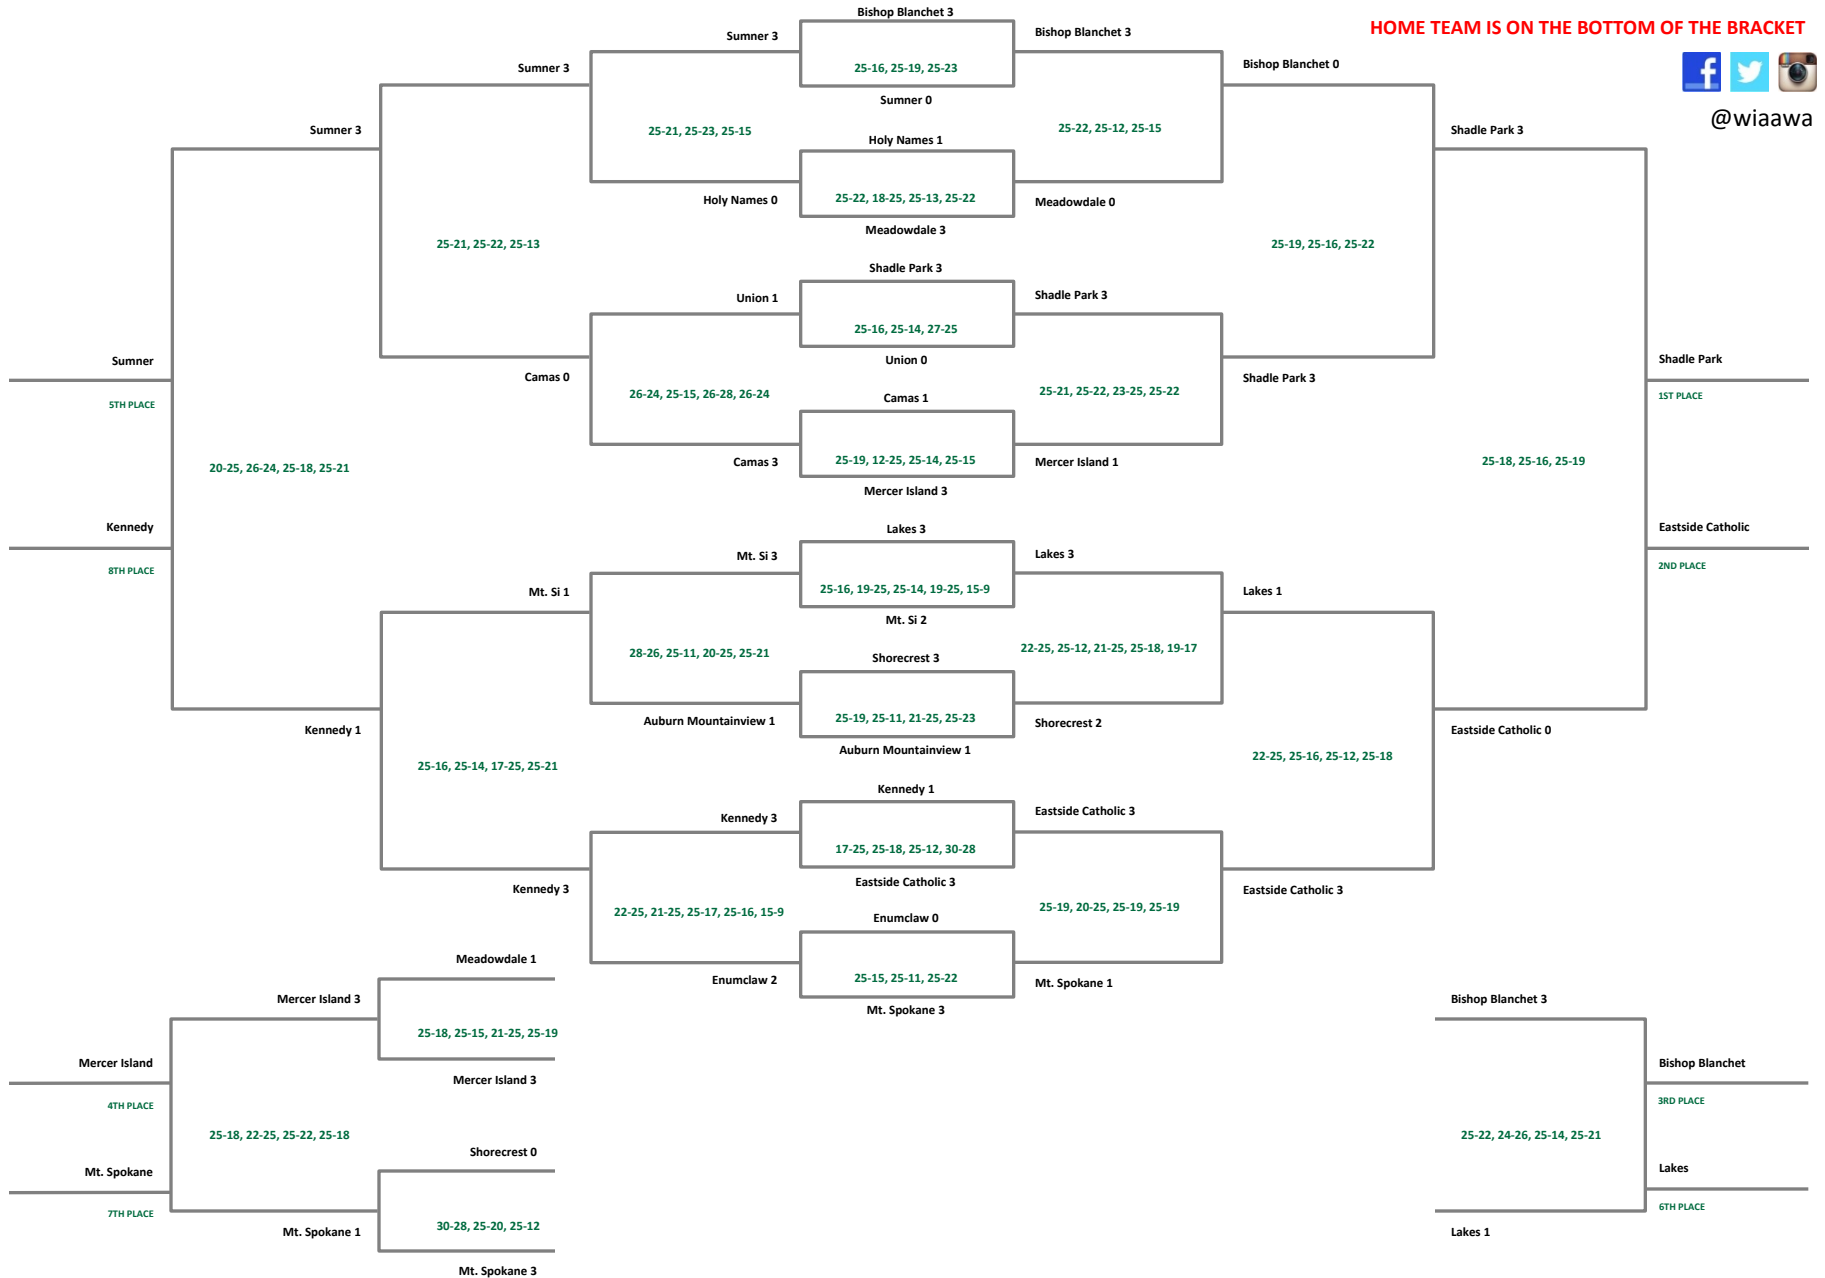 Bishop Blanchet 3
HOME TEAM IS ON THE BOTTOM OF THE BRACKET
Sumner 3
Bishop Blanchet 3
Sumner 3
25-16, 25-19, 25-23
Bishop Blanchet 0
Sumner 0
@wiaawa
Sumner 3
25-21, 25-23, 25-15
25-22, 25-12, 25-15
Shadle Park 3
Holy Names 1
Holy Names 0
25-22, 18-25, 25-13, 25-22
Meadowdale 0
Meadowdale 3
25-21, 25-22, 25-13
25-19, 25-16, 25-22
Shadle Park 3
Union 1
Shadle Park 3
25-16, 25-14, 27-25
Sumner
Union 0
Shadle Park
Camas 0
Shadle Park 3
5TH PLACE
26-24, 25-15, 26-28, 26-24
Camas 1
25-21, 25-22, 23-25, 25-22
1ST PLACE
20-25, 26-24, 25-18, 25-21
Camas 3
25-19, 12-25, 25-14, 25-15
Mercer Island 1
25-18, 25-16, 25-19
Mercer Island 3
Kennedy
Lakes 3
Eastside Catholic
Mt. Si 3
Lakes 3
8TH PLACE
2ND PLACE
Mt. Si 1
25-16, 19-25, 25-14, 19-25, 15-9
Lakes 1
Mt. Si 2
28-26, 25-11, 20-25, 25-21
Shorecrest 3
22-25, 25-12, 21-25, 25-18, 19-17
Kennedy 1
Auburn Mountainview 1
25-19, 25-11, 21-25, 25-23
Shorecrest 2
Eastside Catholic 0
Auburn Mountainview 1
25-16, 25-14, 17-25, 25-21
22-25, 25-16, 25-12, 25-18
Kennedy 1
Kennedy 3
Eastside Catholic 3
17-25, 25-18, 25-12, 30-28
Kennedy 3
Eastside Catholic 3
Eastside Catholic 3
22-25, 21-25, 25-17, 25-16, 15-9
Enumclaw 0
25-19, 20-25, 25-19, 25-19
Meadowdale 1
Enumclaw 2
25-15, 25-11, 25-22
Mt. Spokane 1
Mercer Island 3
Mt. Spokane 3
Bishop Blanchet 3
25-18, 25-15, 21-25, 25-19
Mercer Island
Mercer Island 3
Bishop Blanchet
4TH PLACE
3RD PLACE
25-18, 22-25, 25-22, 25-18
25-22, 24-26, 25-14, 25-21
Mt. Spokane
Shorecrest 0
Lakes
7TH PLACE
6TH PLACE
Mt. Spokane 1
30-28, 25-20, 25-12
Lakes 1
Mt. Spokane 3